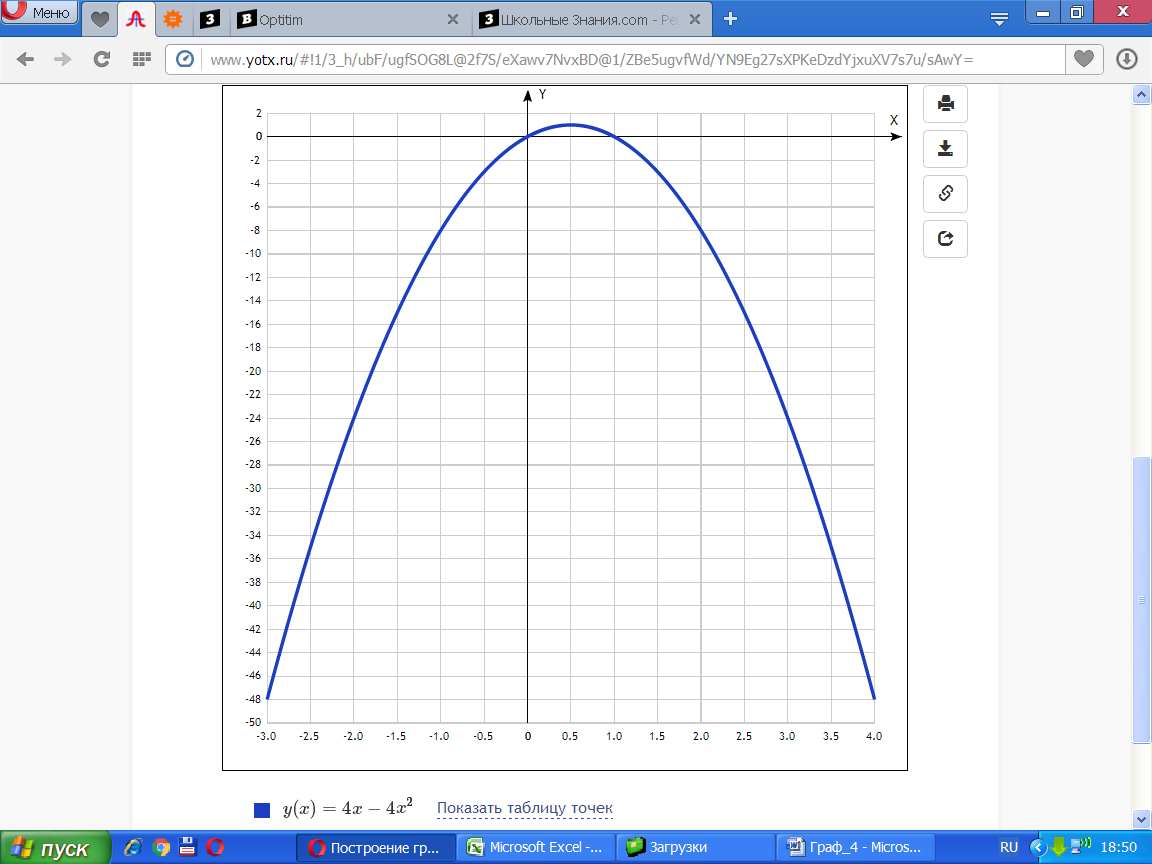 Меню
З
B Optitim
З Школьные Знания.com - Ре
www.yotx.ru/#!1/3_h/ubF/ugfSOG8L@2f7S/eXawv7NvxBD@1/ZBe5ugvfWd/YN9Eg27sXPKeDzdYjxuXV7s7u/sAwY=
Y
X
2
0
-2
-4
-6
-8
-10
-12
-14
-16
-18
-20
-22
-24
-26
-28
-30
-32
-34
-36
-38
-40
-42
-44
-46
-48
-50
-3.0 -2.5 -2.0 -1.5 -1.0 -0.5 0 0.5 1.0 1.5 2.0 2.5 3.0 3.5 4.0
y(x) = 4x − 4x² Показать таблицу точек
пуск Построение гр... Microsoft Excel -... Загрузки Граф_4 - Micros... RU 18:50